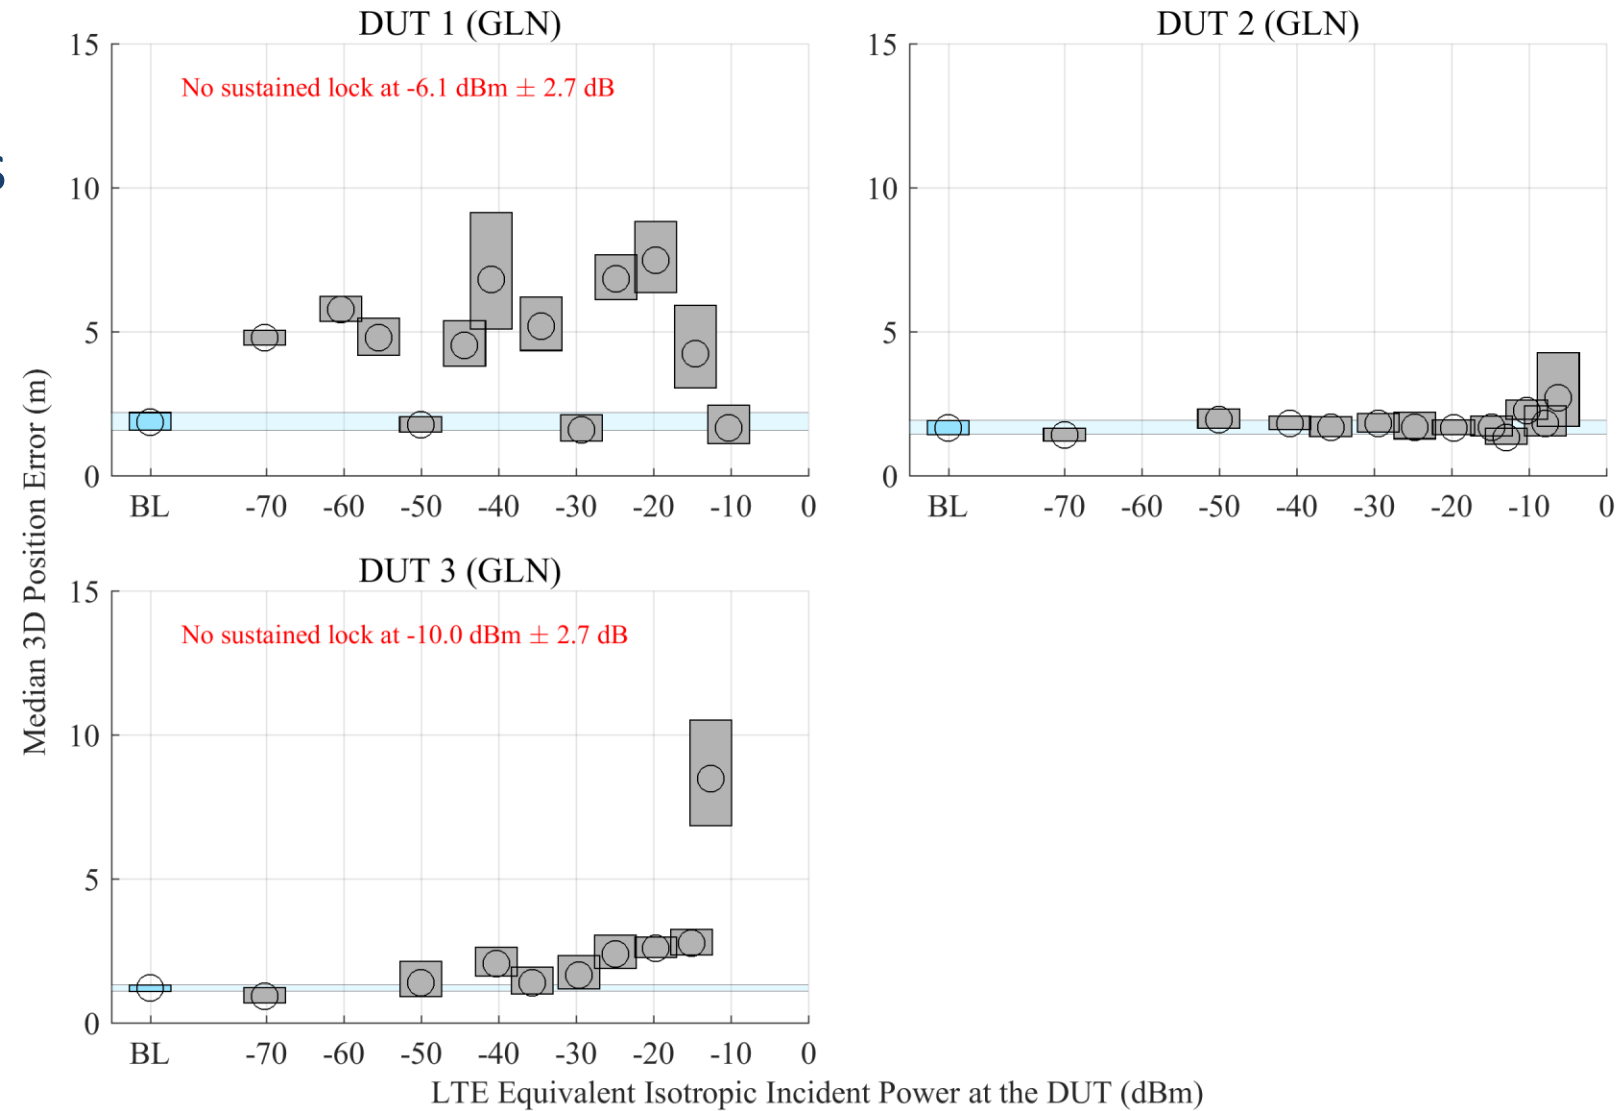 DUT 1 (GLN)
No sustained lock at -6.1 dBm ± 2.7 dB
15
10
5
0
BL -70 -60 -50 -40 -30 -20 -10 0
DUT 2 (GLN)
15
10
5
0
BL -70 -60 -50 -40 -30 -20 -10 0
Median 3D Position Error (m)
DUT 3 (GLN)
No sustained lock at -10.0 dBm ± 2.7 dB
15
10
5
0
BL -70 -60 -50 -40 -30 -20 -10 0
LTE Equivalent Isotropic Incident Power at the DUT (dBm)